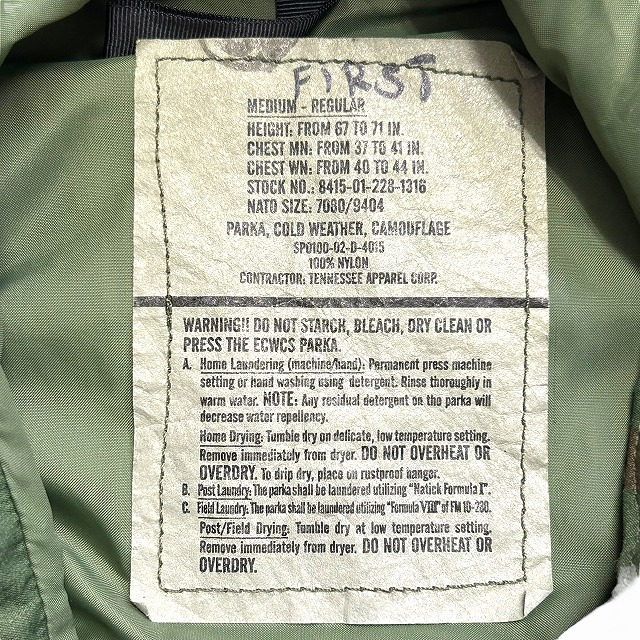 FIRST
MEDIUM - REGULAR
HEIGHT: FROM 67 TO 71 IN.
CHEST MN: FROM 37 TO 41 IN.
CHEST WN: FROM 40 TO 44 IN.
STOCK NO.: 8415-01-228-1316
NATO SIZE: 7080/9404
PARKA, COLD WEATHER, CAMOUFLAGE
SPO100-02-D-4015
100% NYLON
CONTRACTOR: TENNESSEE APPAREL CORP.
WARNING!! DO NOT STARCH, BLEACH, DRY CLEAN OR
PRESS THE ECWCS PARKA.
A. Home Laundering (machine/hand): Permanent press machine
setting or hand washing using detergent. Rinse thoroughly in
warm water. NOTE: Any residual detergent on the parka will
decrease water repellency.
Home Drying: Tumble dry on delicate, low temperature setting.
Remove immediately from dryer. DO NOT OVERHEAT OR
OVERDRY. To drip dry, place on rustproof hanger.
B. Post Laundry: The parka shall be laundered utilizing "Natick Formula I".
C. Field Laundry: The parka shall be laundered utilizing "Formula VIII" of FM 10-280.
Post/Field Drying: Tumble dry at low temperature setting.
Remove immediately from dryer. DO NOT OVERHEAT OR
OVERDRY.